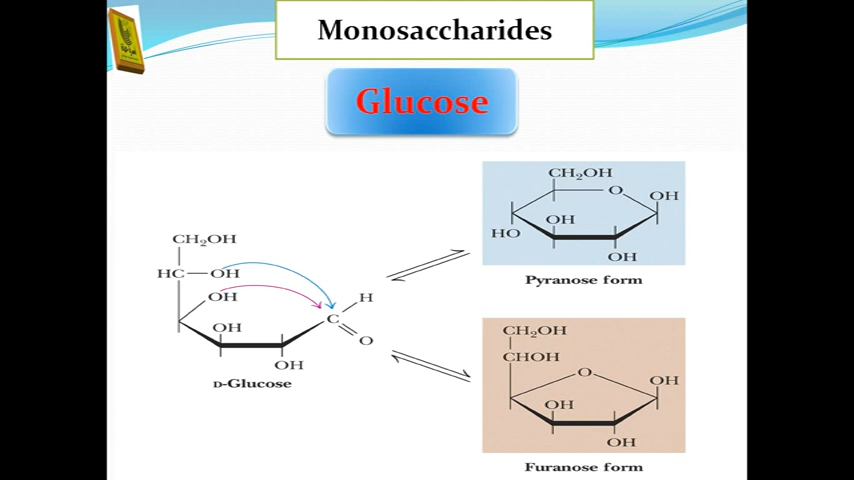 Monosaccharides
Glucose
CH₂OH
HC—OH
OH
OH
OH
C
H
O
D-Glucose
CH₂OH
O
OH
OH
HO
OH
Pyranose form
CH₂OH
CHOH
O
OH
OH
OH
Furanose form